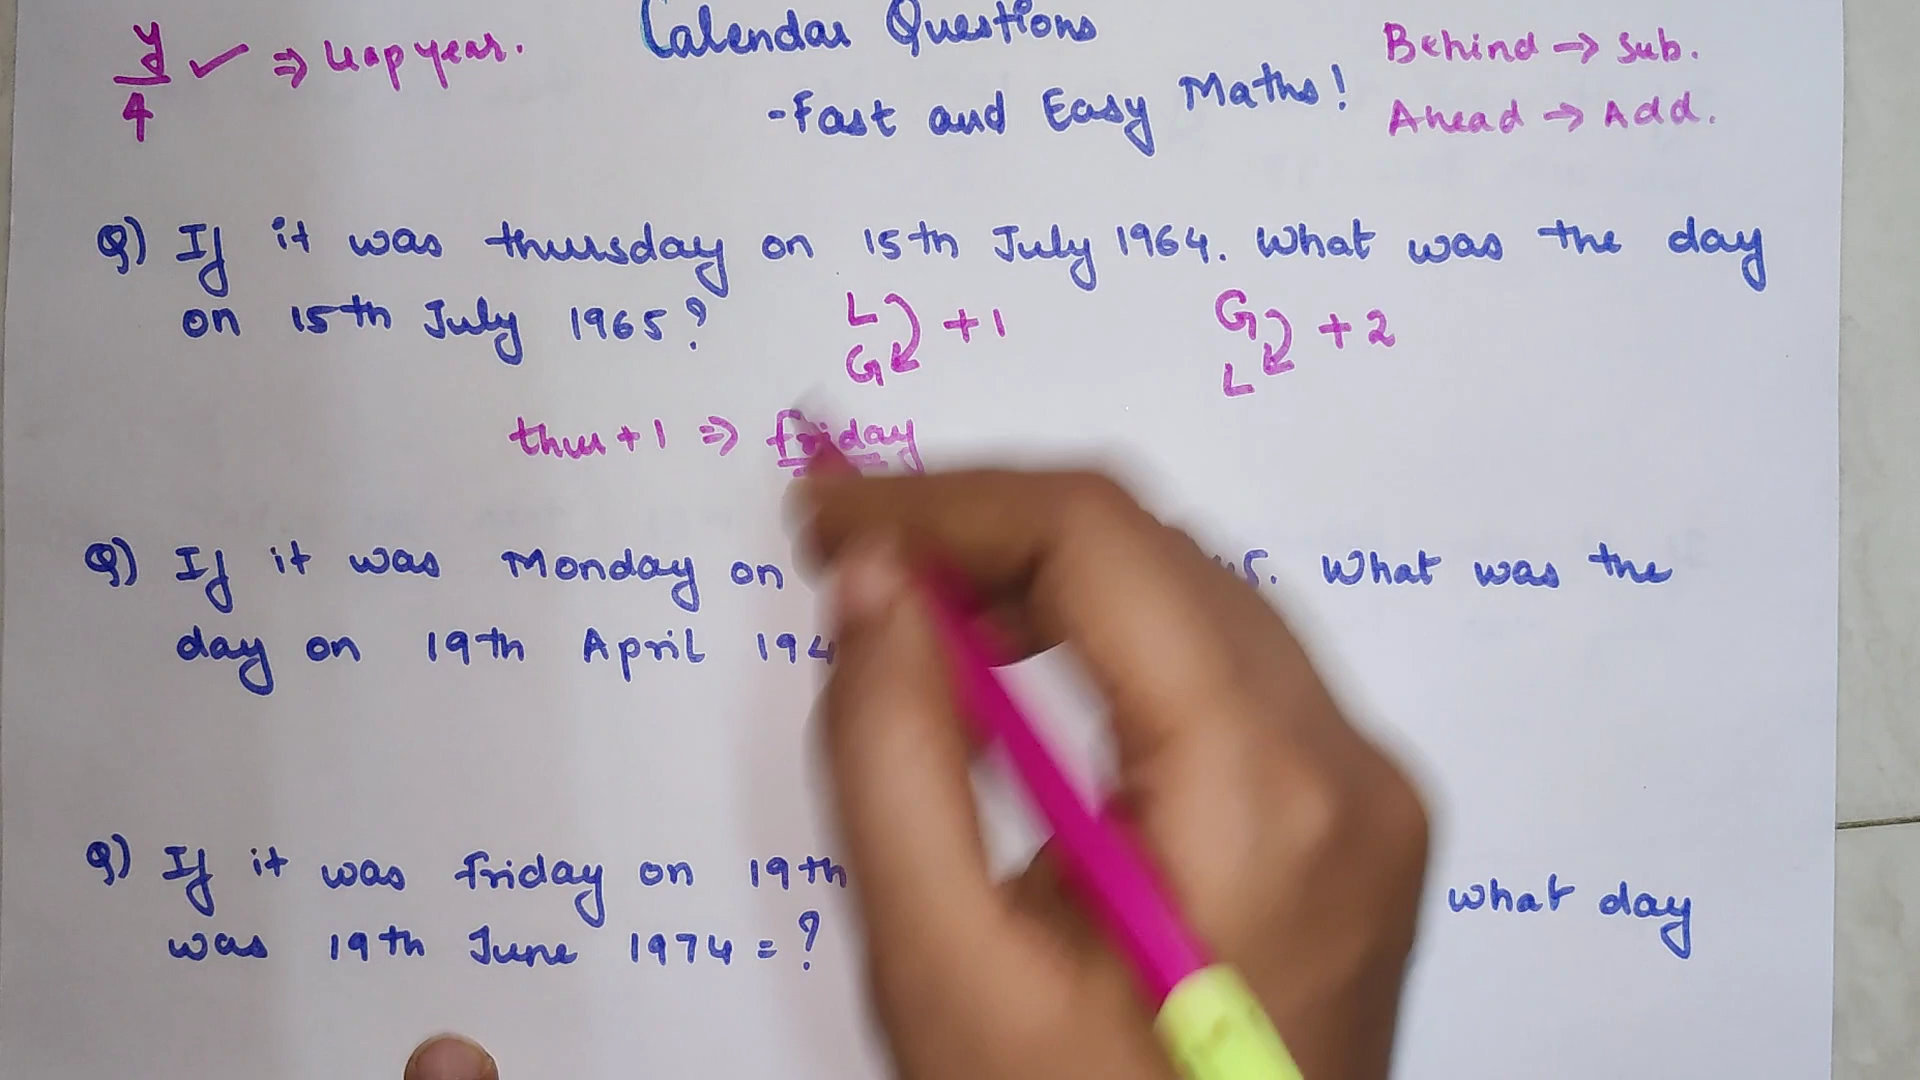 y/4 ✓ ⇒ leap year.
Calendar Questions
-Fast and Easy Maths!
Behind → Sub.
Ahead → Add.
Q) If it was thursday on 15th July 1964. What was the day
on 15th July 1965?
L G +1
G L +2
thur+1 ⇒ friday
Q) If it was Monday on 5. What was the
day on 19th April
Q) If it was friday on 19th what day
was 19th June 1974=?